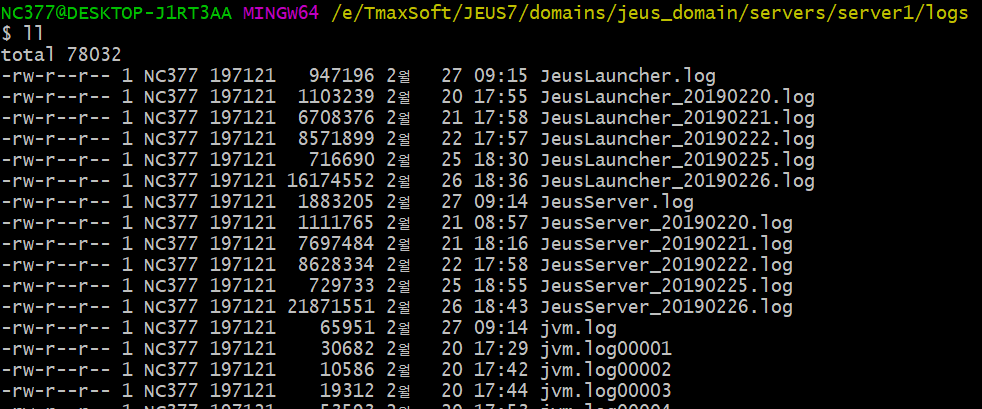 NC377@DESKTOP-J1RT3AA MINGW64 /e/TmaxSoft/JEUS7/domains/jeus_domain/servers/server1/logs
$ ll
total 78032
-rw-r--r-- 1 NC377 197121   947196 2월   27 09:15 JeusLauncher.log
-rw-r--r-- 1 NC377 197121  1103239 2월   20 17:55 JeusLauncher_20190220.log
-rw-r--r-- 1 NC377 197121  6708376 2월   21 17:58 JeusLauncher_20190221.log
-rw-r--r-- 1 NC377 197121  8571899 2월   22 17:57 JeusLauncher_20190222.log
-rw-r--r-- 1 NC377 197121   716690 2월   25 18:30 JeusLauncher_20190225.log
-rw-r--r-- 1 NC377 197121 16174552 2월   26 18:36 JeusLauncher_20190226.log
-rw-r--r-- 1 NC377 197121  1883205 2월   27 09:14 JeusServer.log
-rw-r--r-- 1 NC377 197121  1111765 2월   21 08:57 JeusServer_20190220.log
-rw-r--r-- 1 NC377 197121  7697484 2월   21 18:16 JeusServer_20190221.log
-rw-r--r-- 1 NC377 197121  8628334 2월   22 17:58 JeusServer_20190222.log
-rw-r--r-- 1 NC377 197121   729733 2월   25 18:55 JeusServer_20190225.log
-rw-r--r-- 1 NC377 197121 21871551 2월   26 18:43 JeusServer_20190226.log
-rw-r--r-- 1 NC377 197121    65951 2월   27 09:14 jvm.log
-rw-r--r-- 1 NC377 197121    30682 2월   20 17:29 jvm.log00001
-rw-r--r-- 1 NC377 197121    10586 2월   20 17:42 jvm.log00002
-rw-r--r-- 1 NC377 197121    19312 2월   20 17:44 jvm.log00003